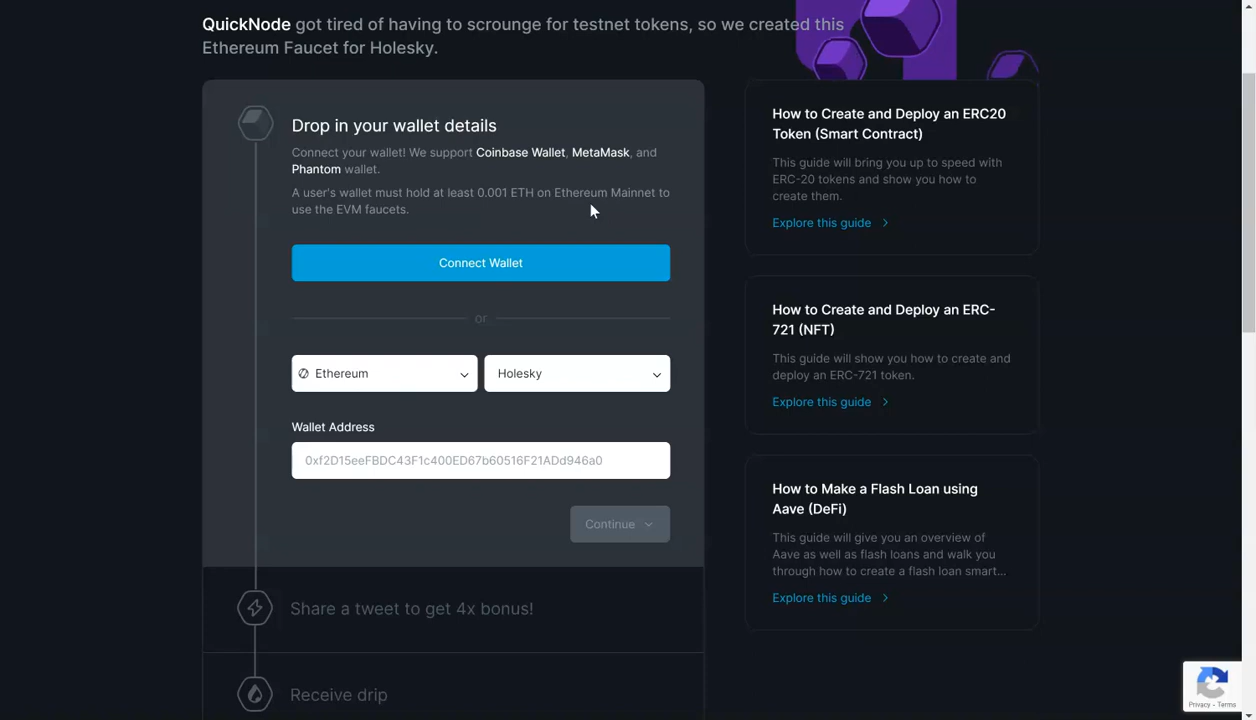 QuickNode got tired of having to scrounge for testnet tokens, so we created this
Ethereum Faucet for Holesky.
Drop in your wallet details
Connect your wallet! We support Coinbase Wallet, MetaMask, and
Phantom wallet.
A user's wallet must hold at least 0.001 ETH on Ethereum Mainnet to
use the EVM faucets.
Connect Wallet
or
Ethereum
Holesky
Wallet Address
0xf2D15eeFBDC43F1c400ED67b60516F21ADd946a0
Continue
Share a tweet to get 4x bonus!
Receive drip
How to Create and Deploy an ERC20
Token (Smart Contract)
This guide will bring you up to speed with
ERC-20 tokens and show you how to
create them.
Explore this guide
How to Create and Deploy an ERC-
721 (NFT)
This guide will show you how to create and
deploy an ERC-721 token.
Explore this guide
How to Make a Flash Loan using
Aave (DeFi)
This guide will give you an overview of
Aave as well as flash loans and walk you
through how to create a flash loan smart...
Explore this guide
Privacy - Terms